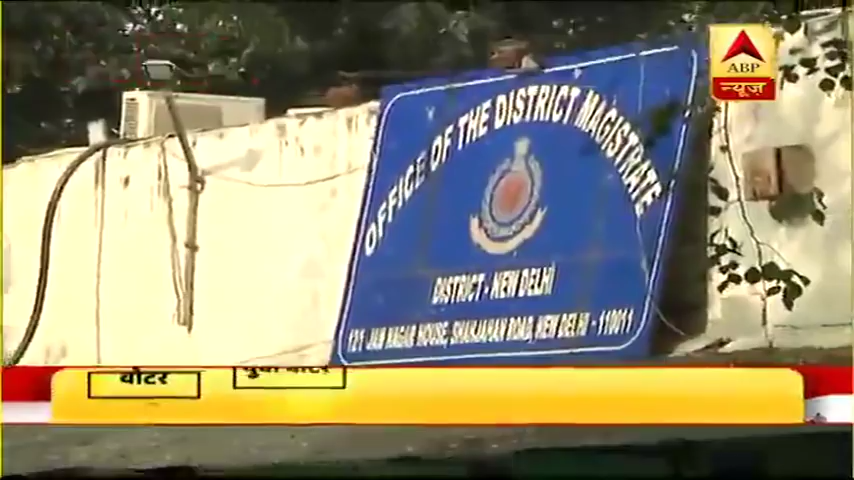 ABP
न्यूज़
OFFICE OF THE DISTRICT MAGISTRATE
DISTRICT - NEW DELHI
121 JAM NAGAR HOUSE, SHAHJAHAN ROAD, NEW DELHI - 110011
वोटर